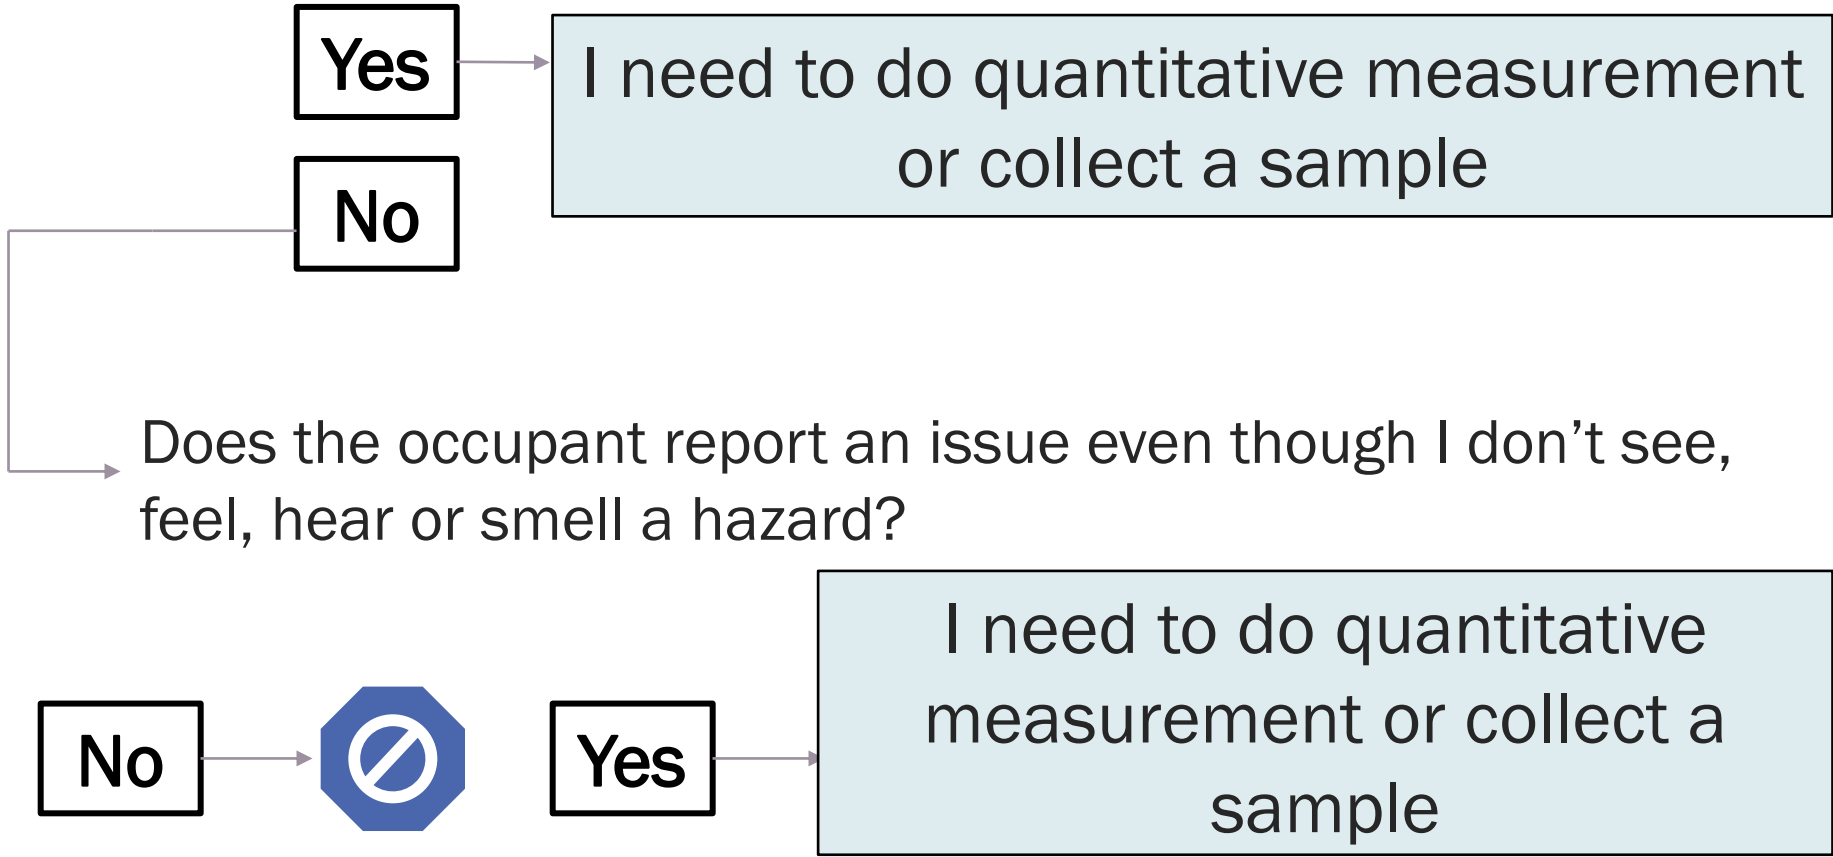 Yes
I need to do quantitative measurement
or collect a sample
No
Does the occupant report an issue even though I don’t see,
feel, hear or smell a hazard?
No
Yes
I need to do quantitative
measurement or collect a
sample